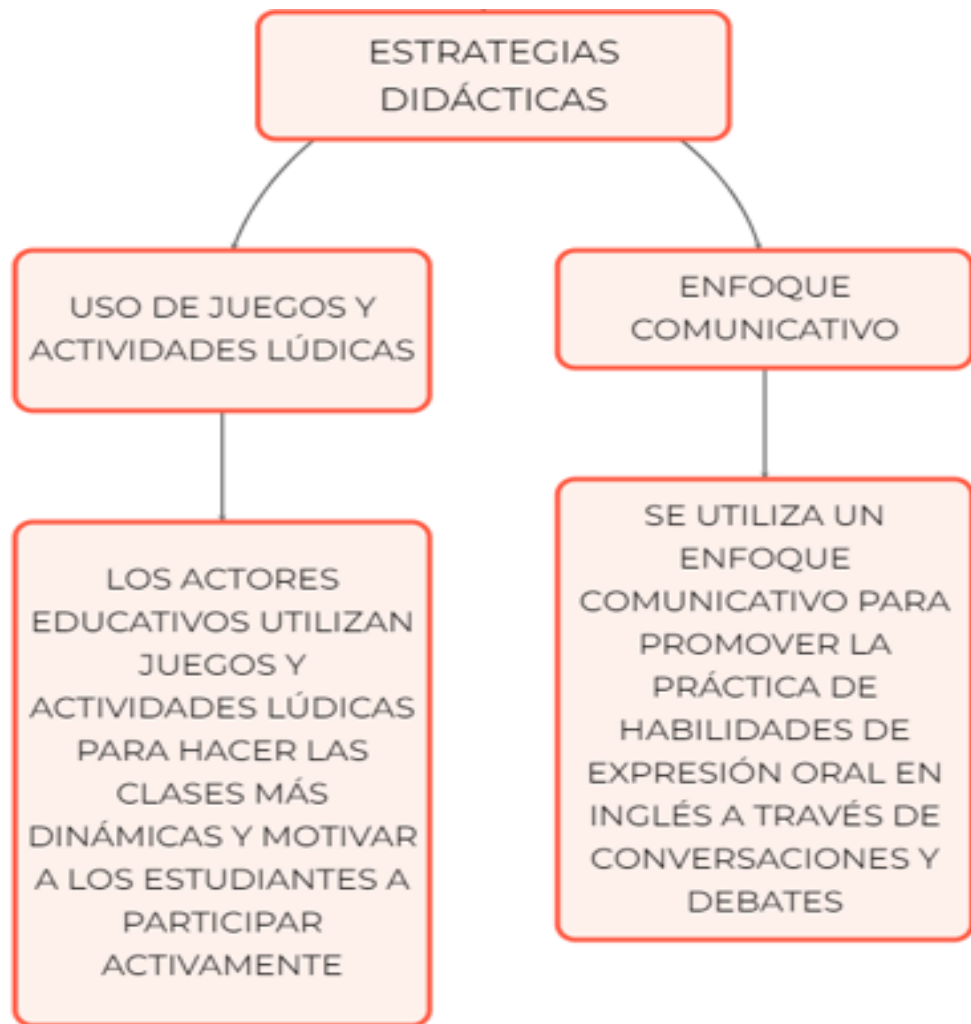 ESTRATEGIAS
DIDÁCTICAS
USO DE JUEGOS Y
ACTIVIDADES LÚDICAS
ENFOQUE
COMUNICATIVO
LOS ACTORES
EDUCATIVOS UTILIZAN
JUEGOS Y
ACTIVIDADES LÚDICAS
PARA HACER LAS
CLASES MÁS
DINÁMICAS Y MOTIVAR
A LOS ESTUDIANTES A
PARTICIPAR
ACTIVAMENTE
SE UTILIZA UN
ENFOQUE
COMUNICATIVO PARA
PROMOVER LA
PRÁCTICA DE
HABILIDADES DE
EXPRESIÓN ORAL EN
INGLÉS A TRAVÉS DE
CONVERSACIONES Y
DEBATES